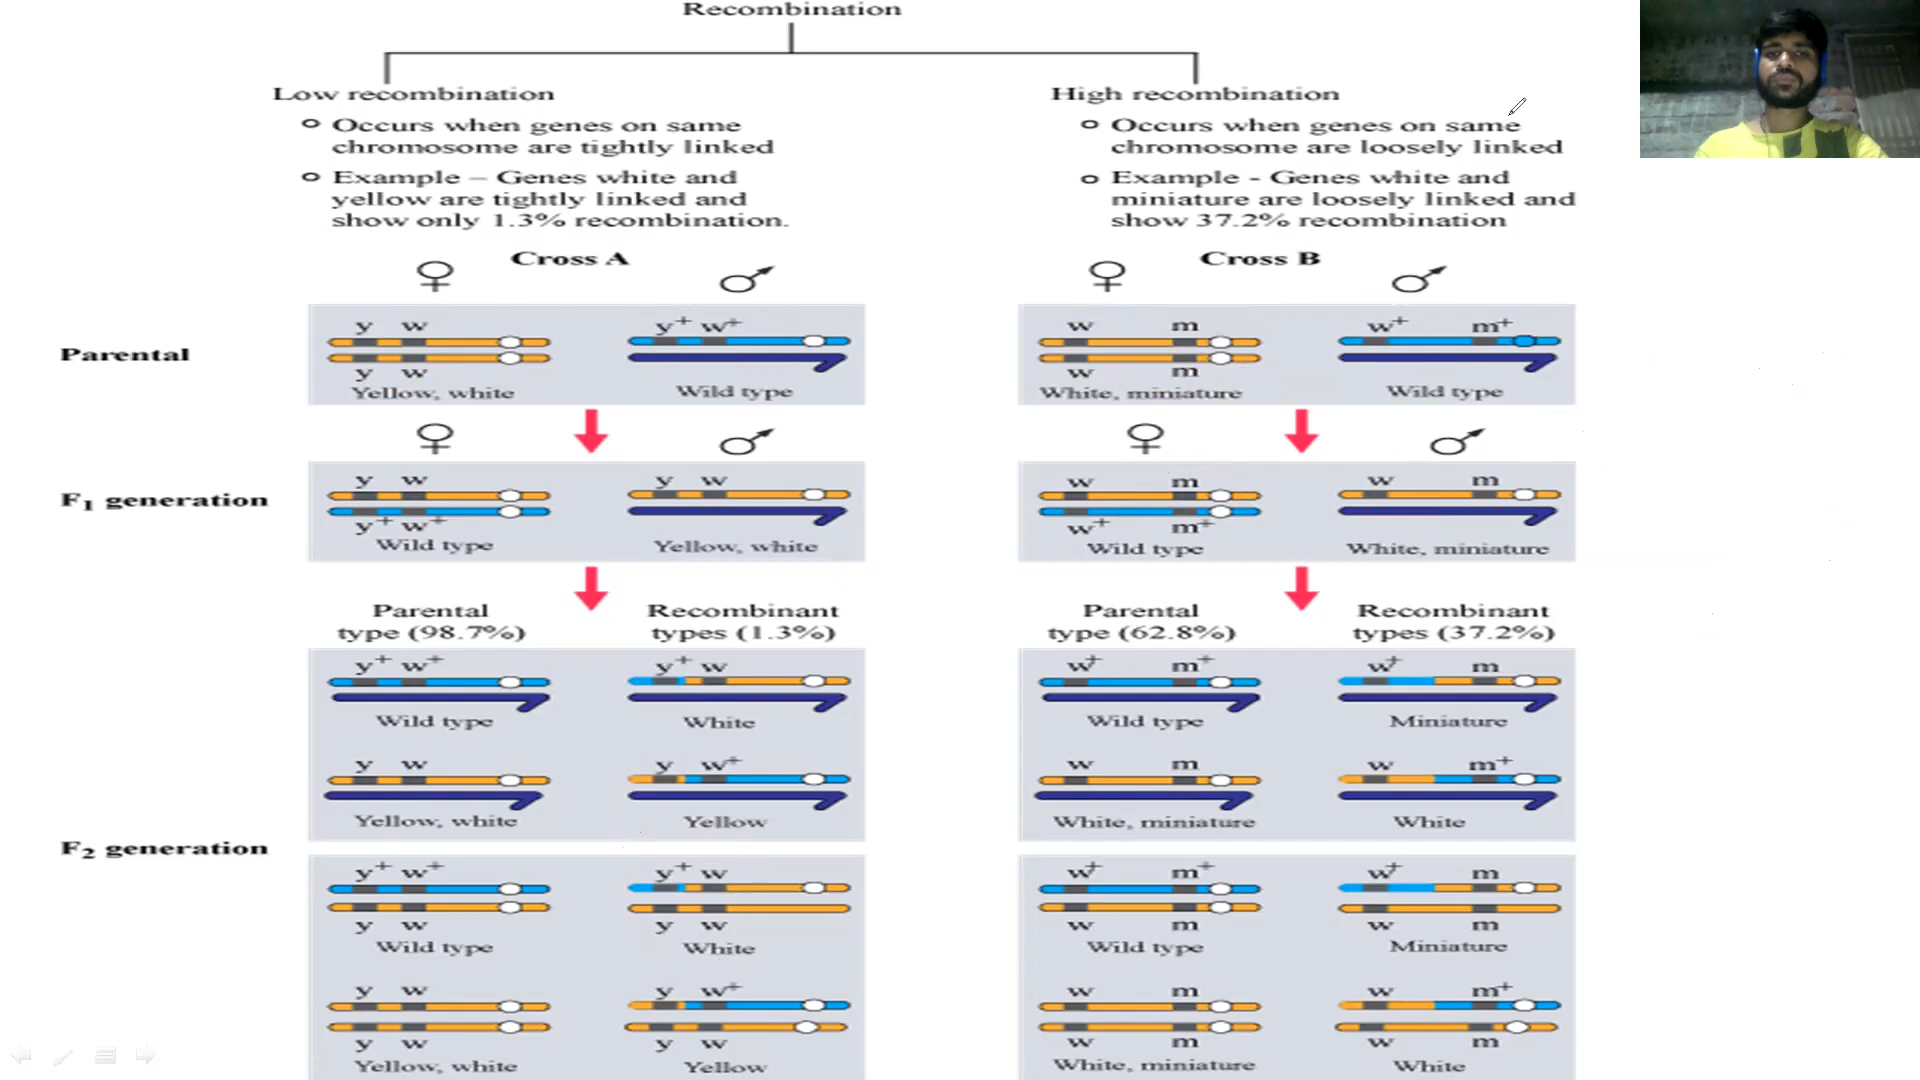 Recombination
Low recombination
Occurs when genes on same
chromosome are tightly linked
Example – Genes white and
yellow are tightly linked and
show only 1.3% recombination.
High recombination
Occurs when genes on same
chromosome are loosely linked
Example - Genes white and
miniature are loosely linked and
show 37.2% recombination
Cross A
♀ ♂
Cross B
♀ ♂
Parental
y w
y w
Yellow, white
y+ w+
Wild type
w m
w m
White, miniature
w+ m+
Wild type
♀ ♂
♀ ♂
F1 generation
y w
y+ w+
Wild type
y w
Yellow, white
w m
w+ m+
Wild type
w m
White, miniature
Parental
type (98.7%)
Recombinant
types (1.3%)
Parental
type (62.8%)
Recombinant
types (37.2%)
F2 generation
y+ w+
Wild type
y+ w
White
w+ m+
Wild type
w+ m
Miniature
y w
Yellow, white
y w+
Yellow
w m
White, miniature
w m+
White
y+ w+
y w
Wild type
y+ w
y w
White
w+ m+
w m
Wild type
w+ m
w m
Miniature
y w
y w
Yellow, white
y w+
y w
Yellow
w m
w m
White, miniature
w m+
w m
White